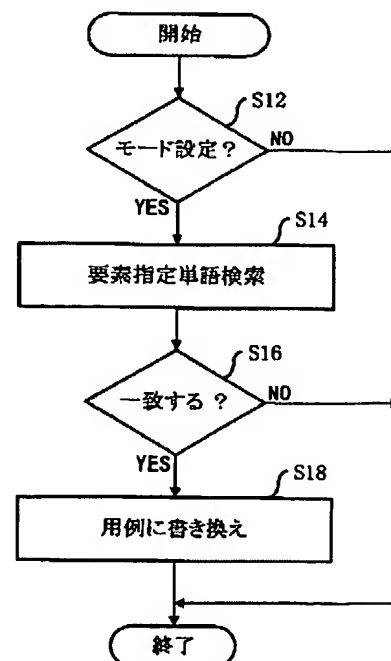 開始
S12
モード設定？
NO
YES
S14
要素指定単語検索
S16
一致する？
NO
YES
S18
用例に書き換え
終了